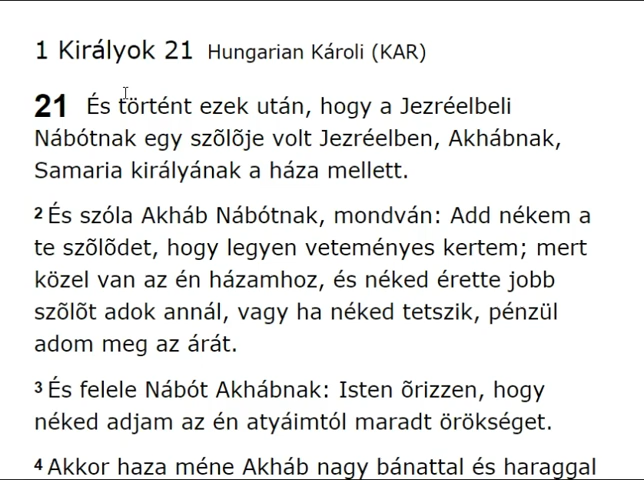 1 Királyok 21 Hungarian Károli (KAR)
21 És történt ezek után, hogy a Jezréelbeli
Nábótnak egy szõlõje volt Jezréelben, Akhábnak,
Samaria királyának a háza mellett.
2 És szóla Akháb Nábótnak, mondván: Add nékem a
te szõlõdet, hogy legyen veteményes kertem; mert
közel van az én házamhoz, és néked érette jobb
szõlõt adok annál, vagy ha néked tetszik, pénzül
adom meg az árát.
3 És felele Nábót Akhábnak: Isten õrizzen, hogy
néked adjam az én atyáimtól maradt örökséget.
4 Akkor haza méne Akháb nagy bánattal és haraggal